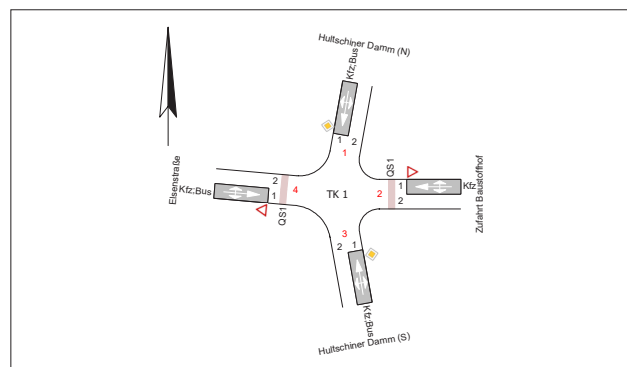 Hultschiner Damm (N)
Kfz;Bus
1 2
1
Elsenstraße
Kfz;Bus
2
1
4
QS1
TK 1
QS1
2
1
2
Kfz
Zufahrt Baustoffhof
3
2 1
Kfz;Bus
Hultschiner Damm (S)